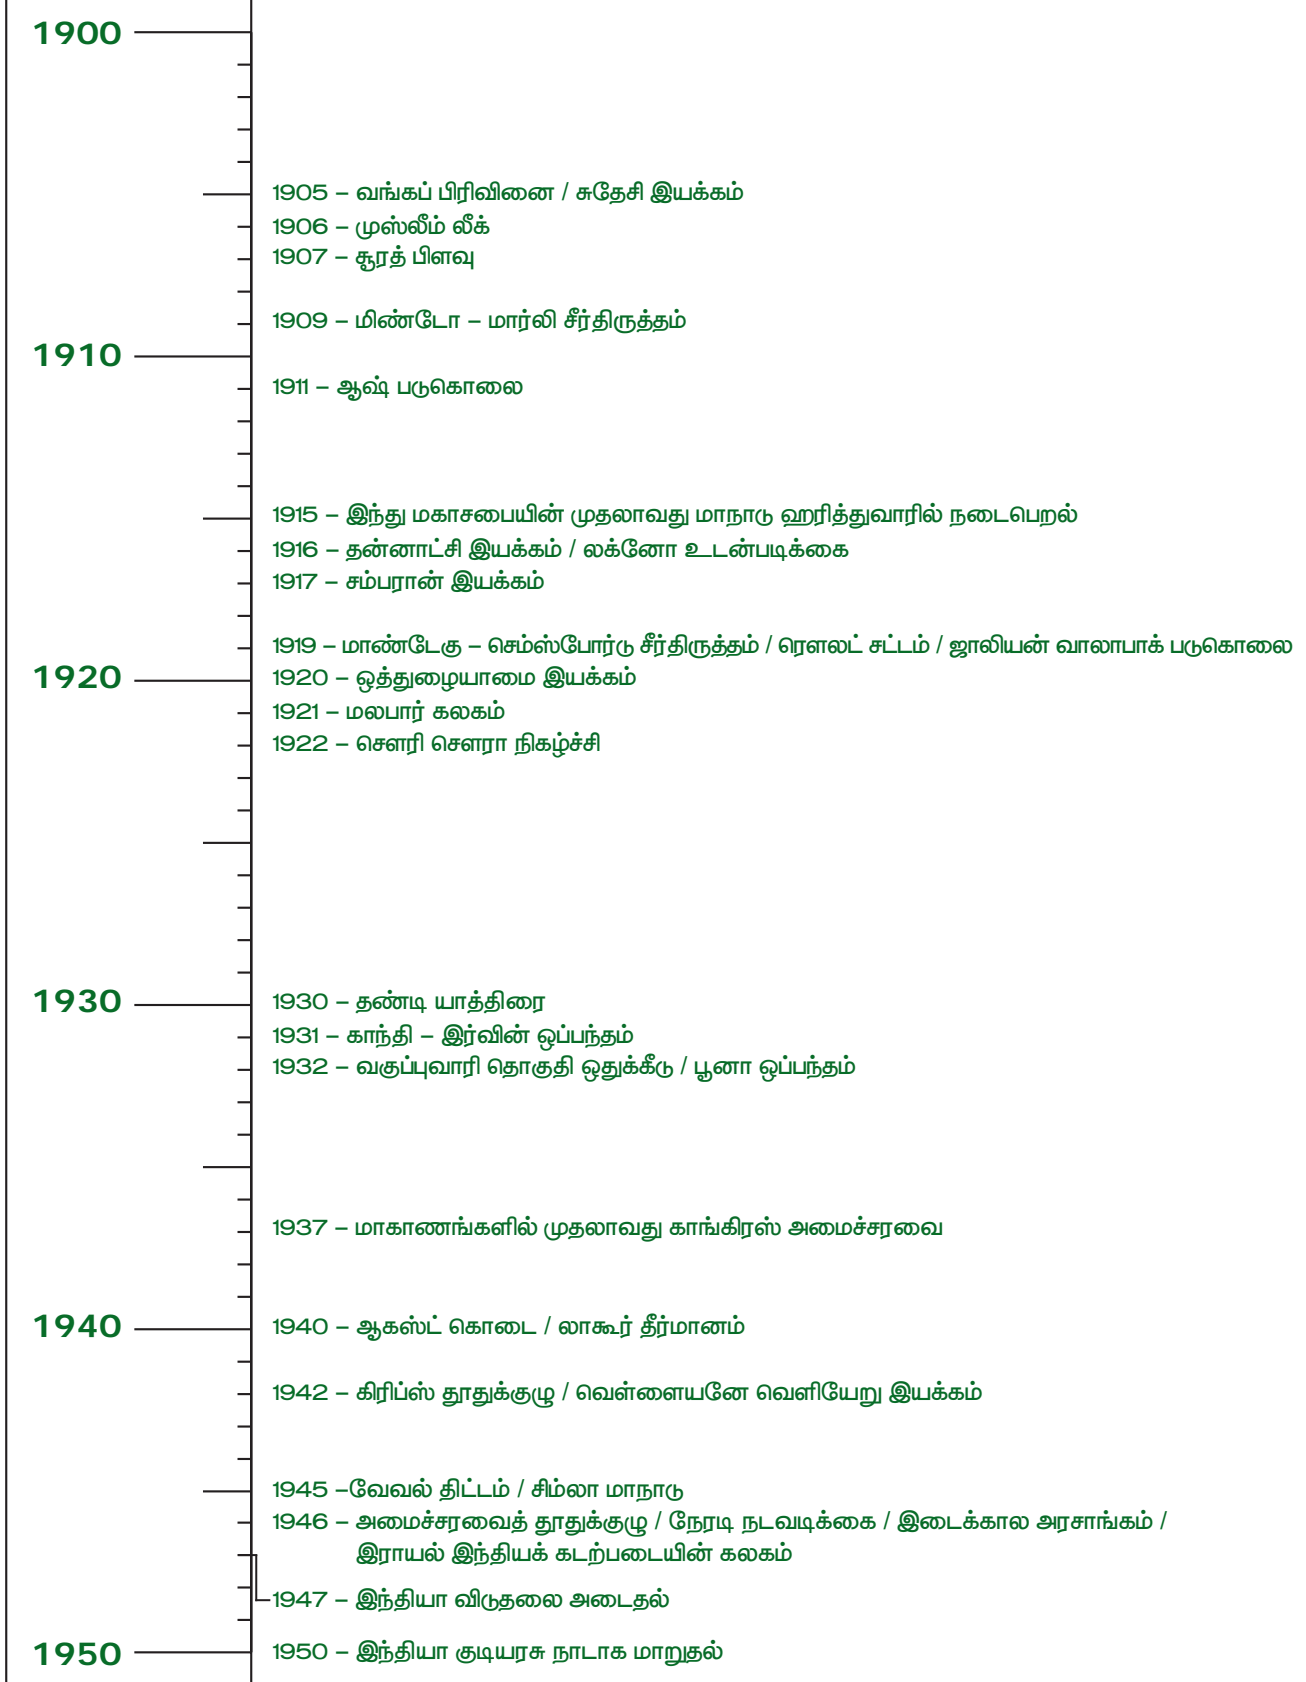 1900
1905 – வங்கப் பிரிவினை / சுதேசி இயக்கம்
1906 – முஸ்லீம் லீக்
1907 – சூரத் பிளவு
1909 – மிண்டோ – மார்லி சீர்திருத்தம்
1910
1911 – ஆஷ் படுகொலை
1915 – இந்து மகாசபையின் முதலாவது மாநாடு ஹரித்துவாரில் நடைபெறல்
1916 – தன்னாட்சி இயக்கம் / லக்னோ உடன்படிக்கை
1917 – சம்பரான் இயக்கம்
1919 – மாண்டேகு – செம்ஸ்போர்டு சீர்திருத்தம் / ரௌலட் சட்டம் / ஜாலியன் வாலாபாக் படுகொலை
1920
1920 – ஒத்துழையாமை இயக்கம்
1921 – மலபார் கலகம்
1922 – சௌரி சௌரா நிகழ்ச்சி
1930
1930 – தண்டி யாத்திரை
1931 – காந்தி – இர்வின் ஒப்பந்தம்
1932 – வகுப்புவாரி தொகுதி ஒதுக்கீடு / பூனா ஒப்பந்தம்
1937 – மாகாணங்களில் முதலாவது காங்கிரஸ் அமைச்சரவை
1940
1940 – ஆகஸ்ட் கொடை / லாகூர் தீர்மானம்
1942 – கிரிப்ஸ் தூதுக்குழு / வெள்ளையனே வெளியேறு இயக்கம்
1945 –வேவல் திட்டம் / சிம்லா மாநாடு
1946 – அமைச்சரவைத் தூதுக்குழு / நேரடி நடவடிக்கை / இடைக்கால அரசாங்கம் /
இராயல் இந்தியக் கடற்படையின் கலகம்
1947 – இந்தியா விடுதலை அடைதல்
1950
1950 – இந்தியா குடியரசு நாடாக மாறுதல்